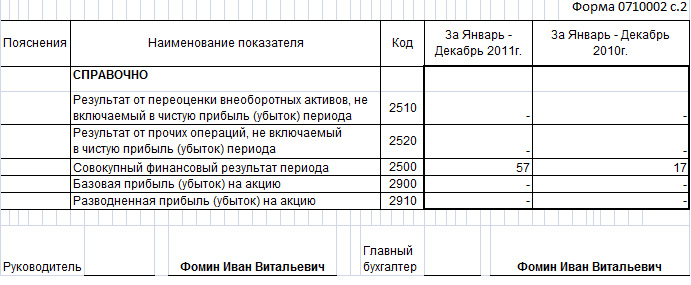 Форма 0710002 с.2
Пояснения Наименование показателя Код За Январь - Декабрь 2011г. За Январь - Декабрь 2010г.
СПРАВОЧНО
Результат от переоценки внеоборотных активов, не
включаемый в чистую прибыль (убыток) периода 2510 - -
Результат от прочих операций, не включаемый
в чистую прибыль (убыток) периода 2520 - -
Совокупный финансовый результат периода 2500 57 17
Базовая прибыль (убыток) на акцию 2900 - -
Разводненная прибыль (убыток) на акцию 2910 - -
Руководитель Фомин Иван Витальевич Главный бухгалтер Фомин Иван Витальевич